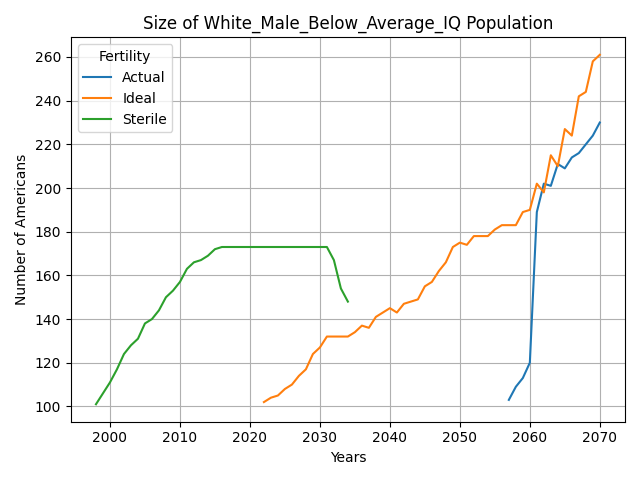 Size of White_Male_Below_Average_IQ Population
Fertility
Actual
Ideal
Sterile
Number of Americans
260
240
220
200
180
160
140
120
100
2000 2010 2020 2030 2040 2050 2060 2070
Years